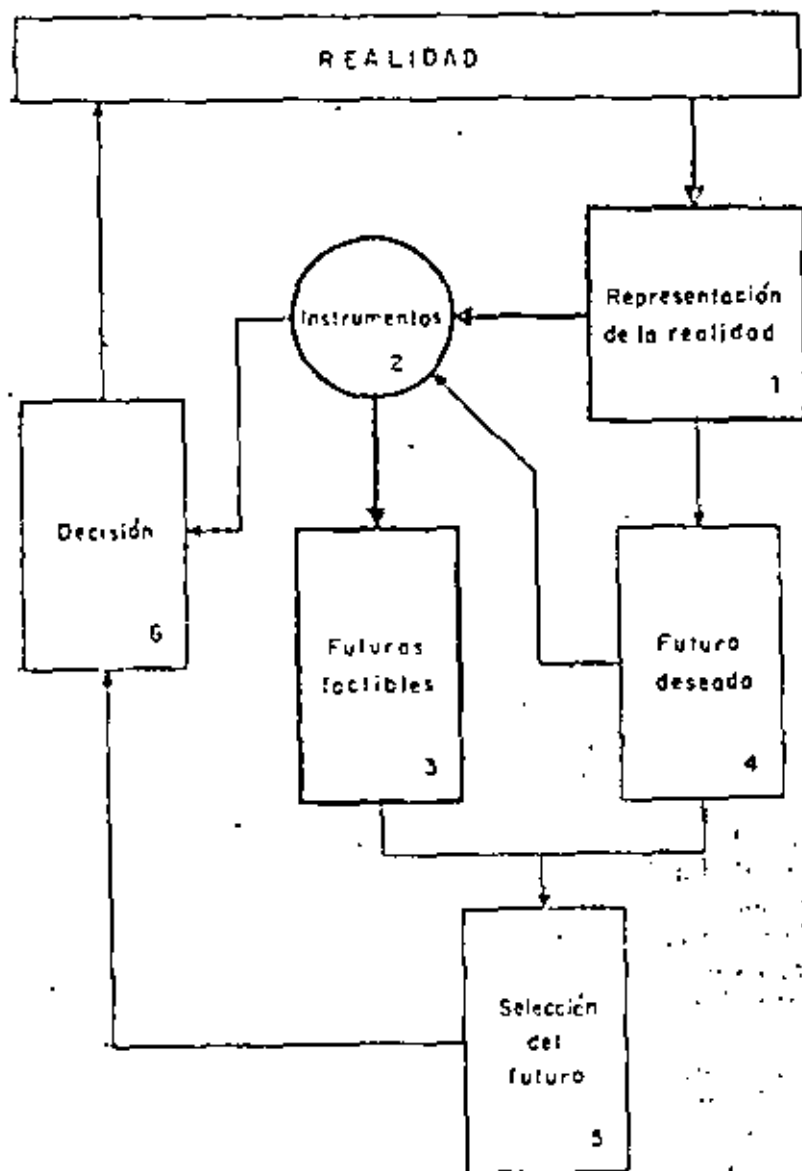 REALIDAD
Representación
de la realidad
1
Instrumentos
2
Decisión
6
Futuros
factibles
3
Futuro
deseado
4
Selección
del
futuro
5